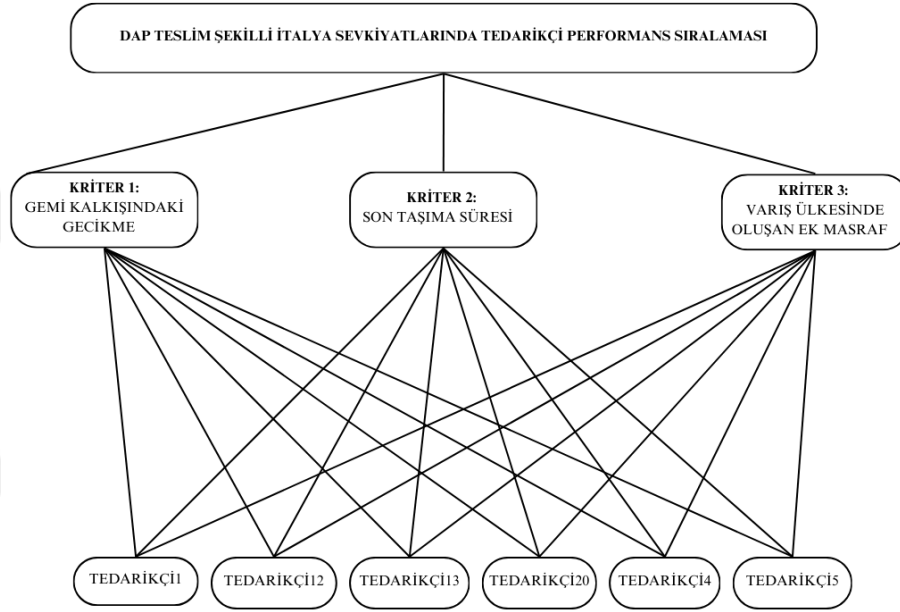 DAP TESLİM ŞEKİLLİ İTALYA SEVKİYATLARINDA TEDARİKÇİ PERFORMANS SIRALAMASI
KRİTER 1:
GEMİ KALKIŞINDAKİ
GECİKME
KRİTER 2:
SON TAŞIMA SÜRESİ
KRİTER 3:
VARIŞ ÜLKESİNDE
OLUŞAN EK MASRAF
TEDARİKÇİ1
TEDARİKÇİ12
TEDARİKÇİ13
TEDARİKÇİ20
TEDARİKÇİ4
TEDARİKÇİ5